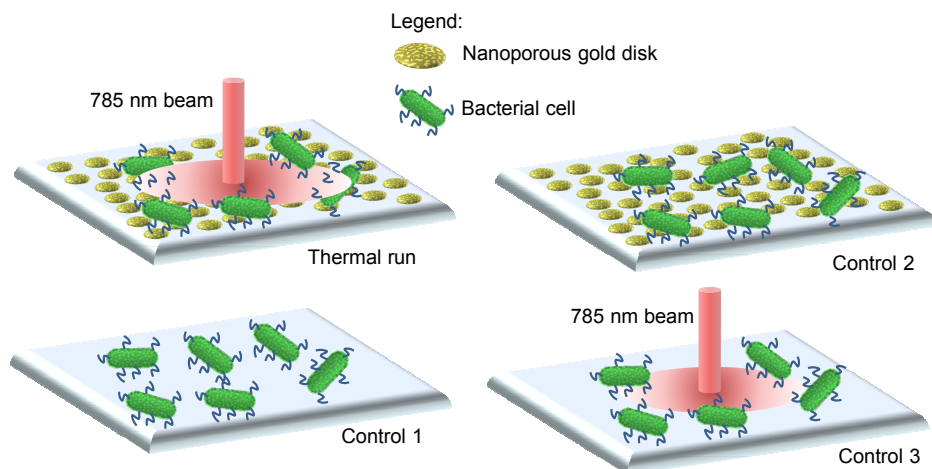 Legend:
Nanoporous gold disk
785 nm beam
Bacterial cell
Thermal run
Control 2
785 nm beam
Control 1
Control 3